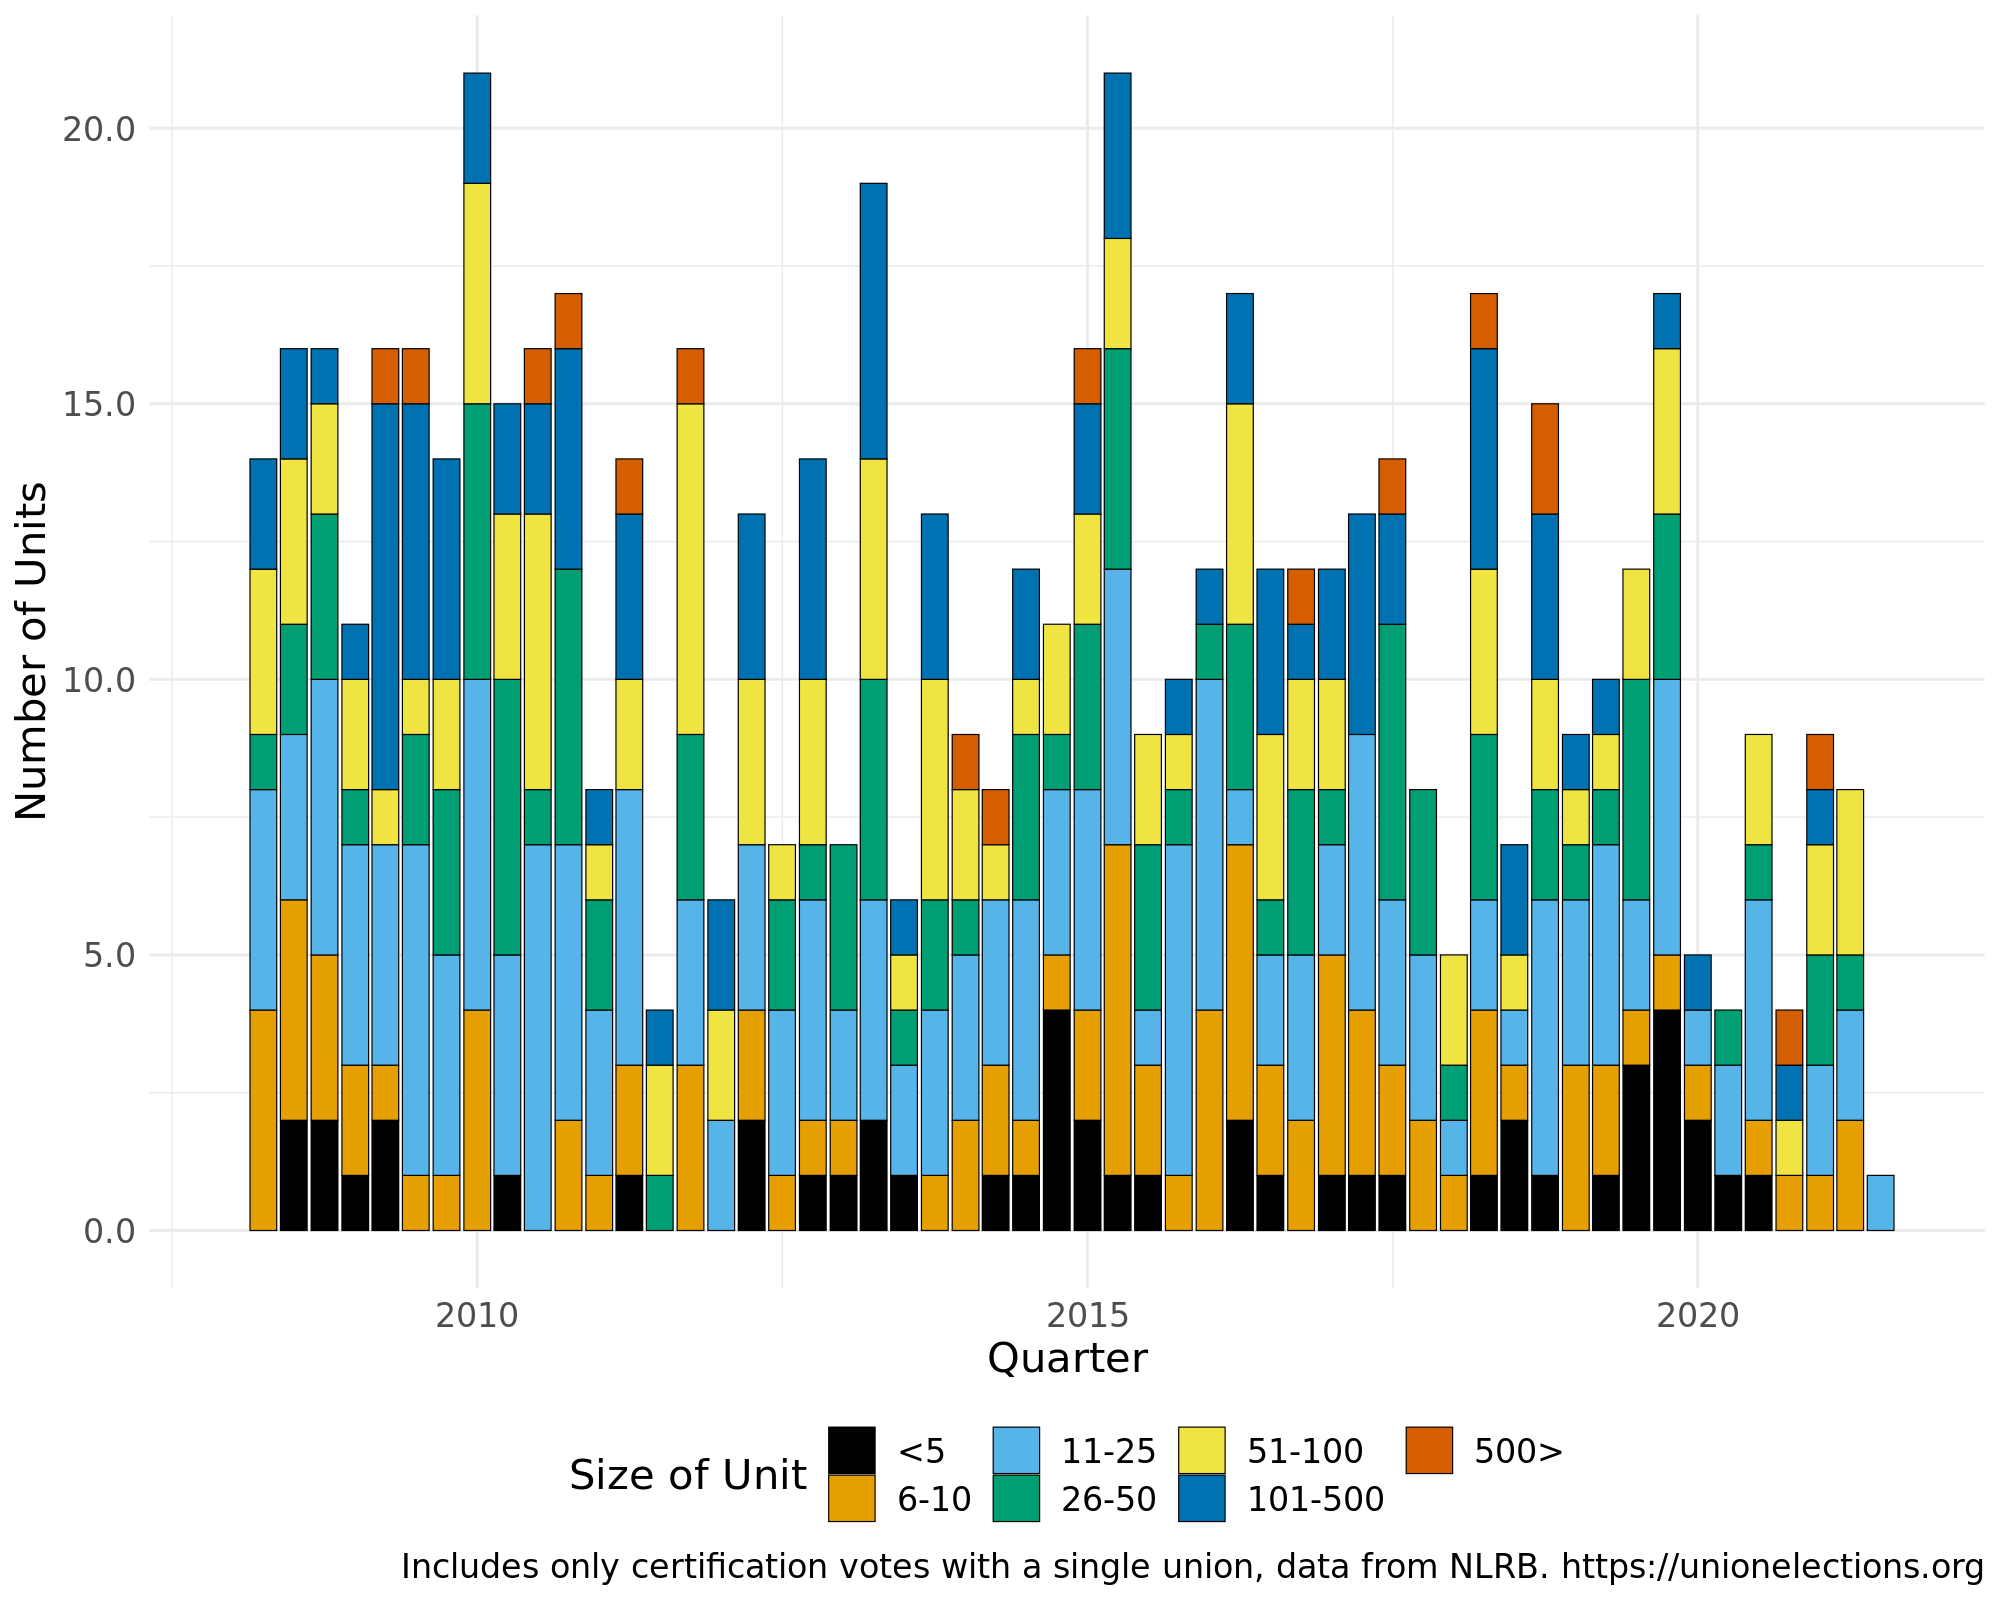 20.0
15.0
10.0
5.0
0.0
Number of Units
2010 2015 2020
Quarter
Size of Unit
<5 11-25 51-100 500>
6-10 26-50 101-500
Includes only certification votes with a single union, data from NLRB. https://unionelections.org